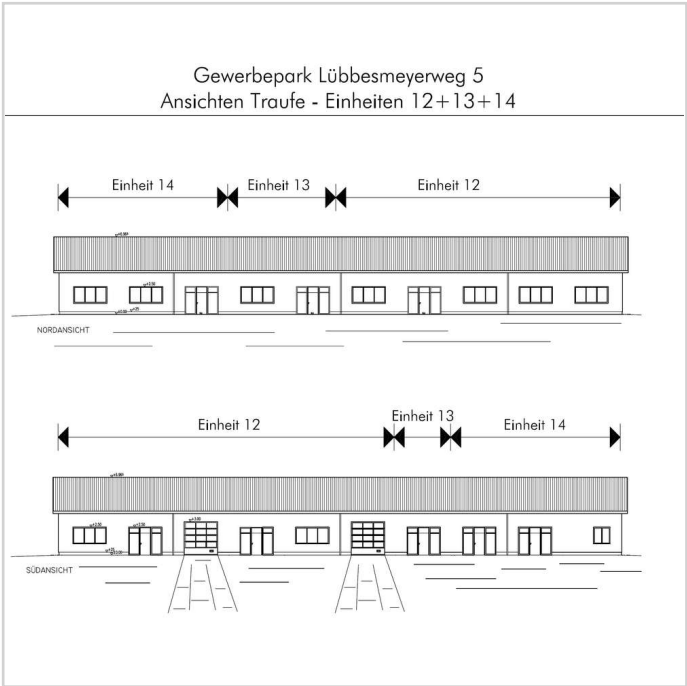 Gewerbepark Lübbesmeyerweg 5
Ansichten Traufe - Einheiten 12+13+14
Einheit 14 Einheit 13 Einheit 12
NORDANSICHT
Einheit 12 Einheit 13 Einheit 14
SÜDANSICHT